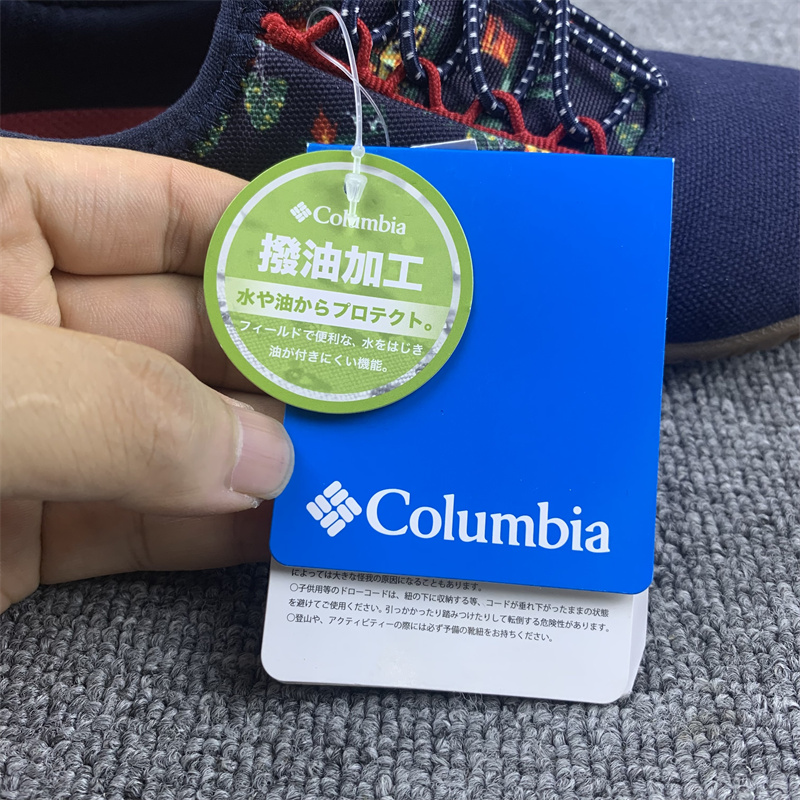 Columbia
撥油加工
水や油からプロテクト。
フィールドで便利な、水をはじき
油が付きにくい機能。
Columbia
によっては大きな怪我の原因になることもあります。
○子供用等のドローコードは、紐の下に収納する等、コードが垂れ下がったままの状態
を避けてご使用ください。引っかかったり踏みつけたりして転倒する危険性があります。
○登山や、アクティビティーの際には必ず予備の靴紐をお持ちください。